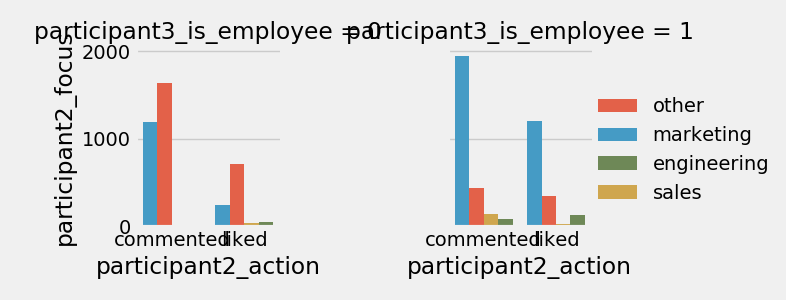 participant3_is_employee = 0
participant3_is_employee = 1
participant2_focus
2000
1000
0
commented
liked
commented
liked
participant2_action
participant2_action
other
marketing
engineering
sales